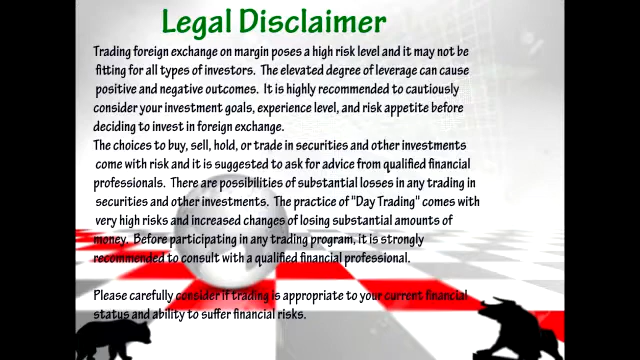 Legal Disclaimer
Trading foreign exchange on margin poses a high risk level and it may not be
fitting for all types of investors. The elevated degree of leverage can cause
positive and negative outcomes. It is highly recommended to cautiously
consider your investment goals, experience level, and risk appetite before
deciding to invest in foreign exchange.
The choices to buy, sell, hold, or trade in securities and other investments
come with risk and it is suggested to ask for advice from qualified financial
professionals. There are possibilities of substantial losses in any trading in
securities and other investments. The practice of "Day Trading" comes with
very high risks and increased changes of losing substantial amounts of
money. Before participating in any trading program, it is strongly
recommended to consult with a qualified financial professional.
Please carefully consider if trading is appropriate to your current financial
status and ability to suffer financial risks.